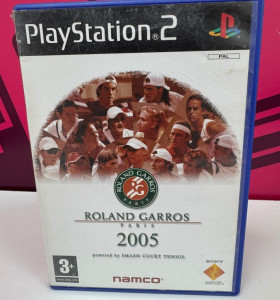 PlayStation 2
PAL
ROLAND GARROS
PARIS
ROLAND GARROS
PARIS
2005
powered by SMASH COURT TENNIS
3+
namco
SONY